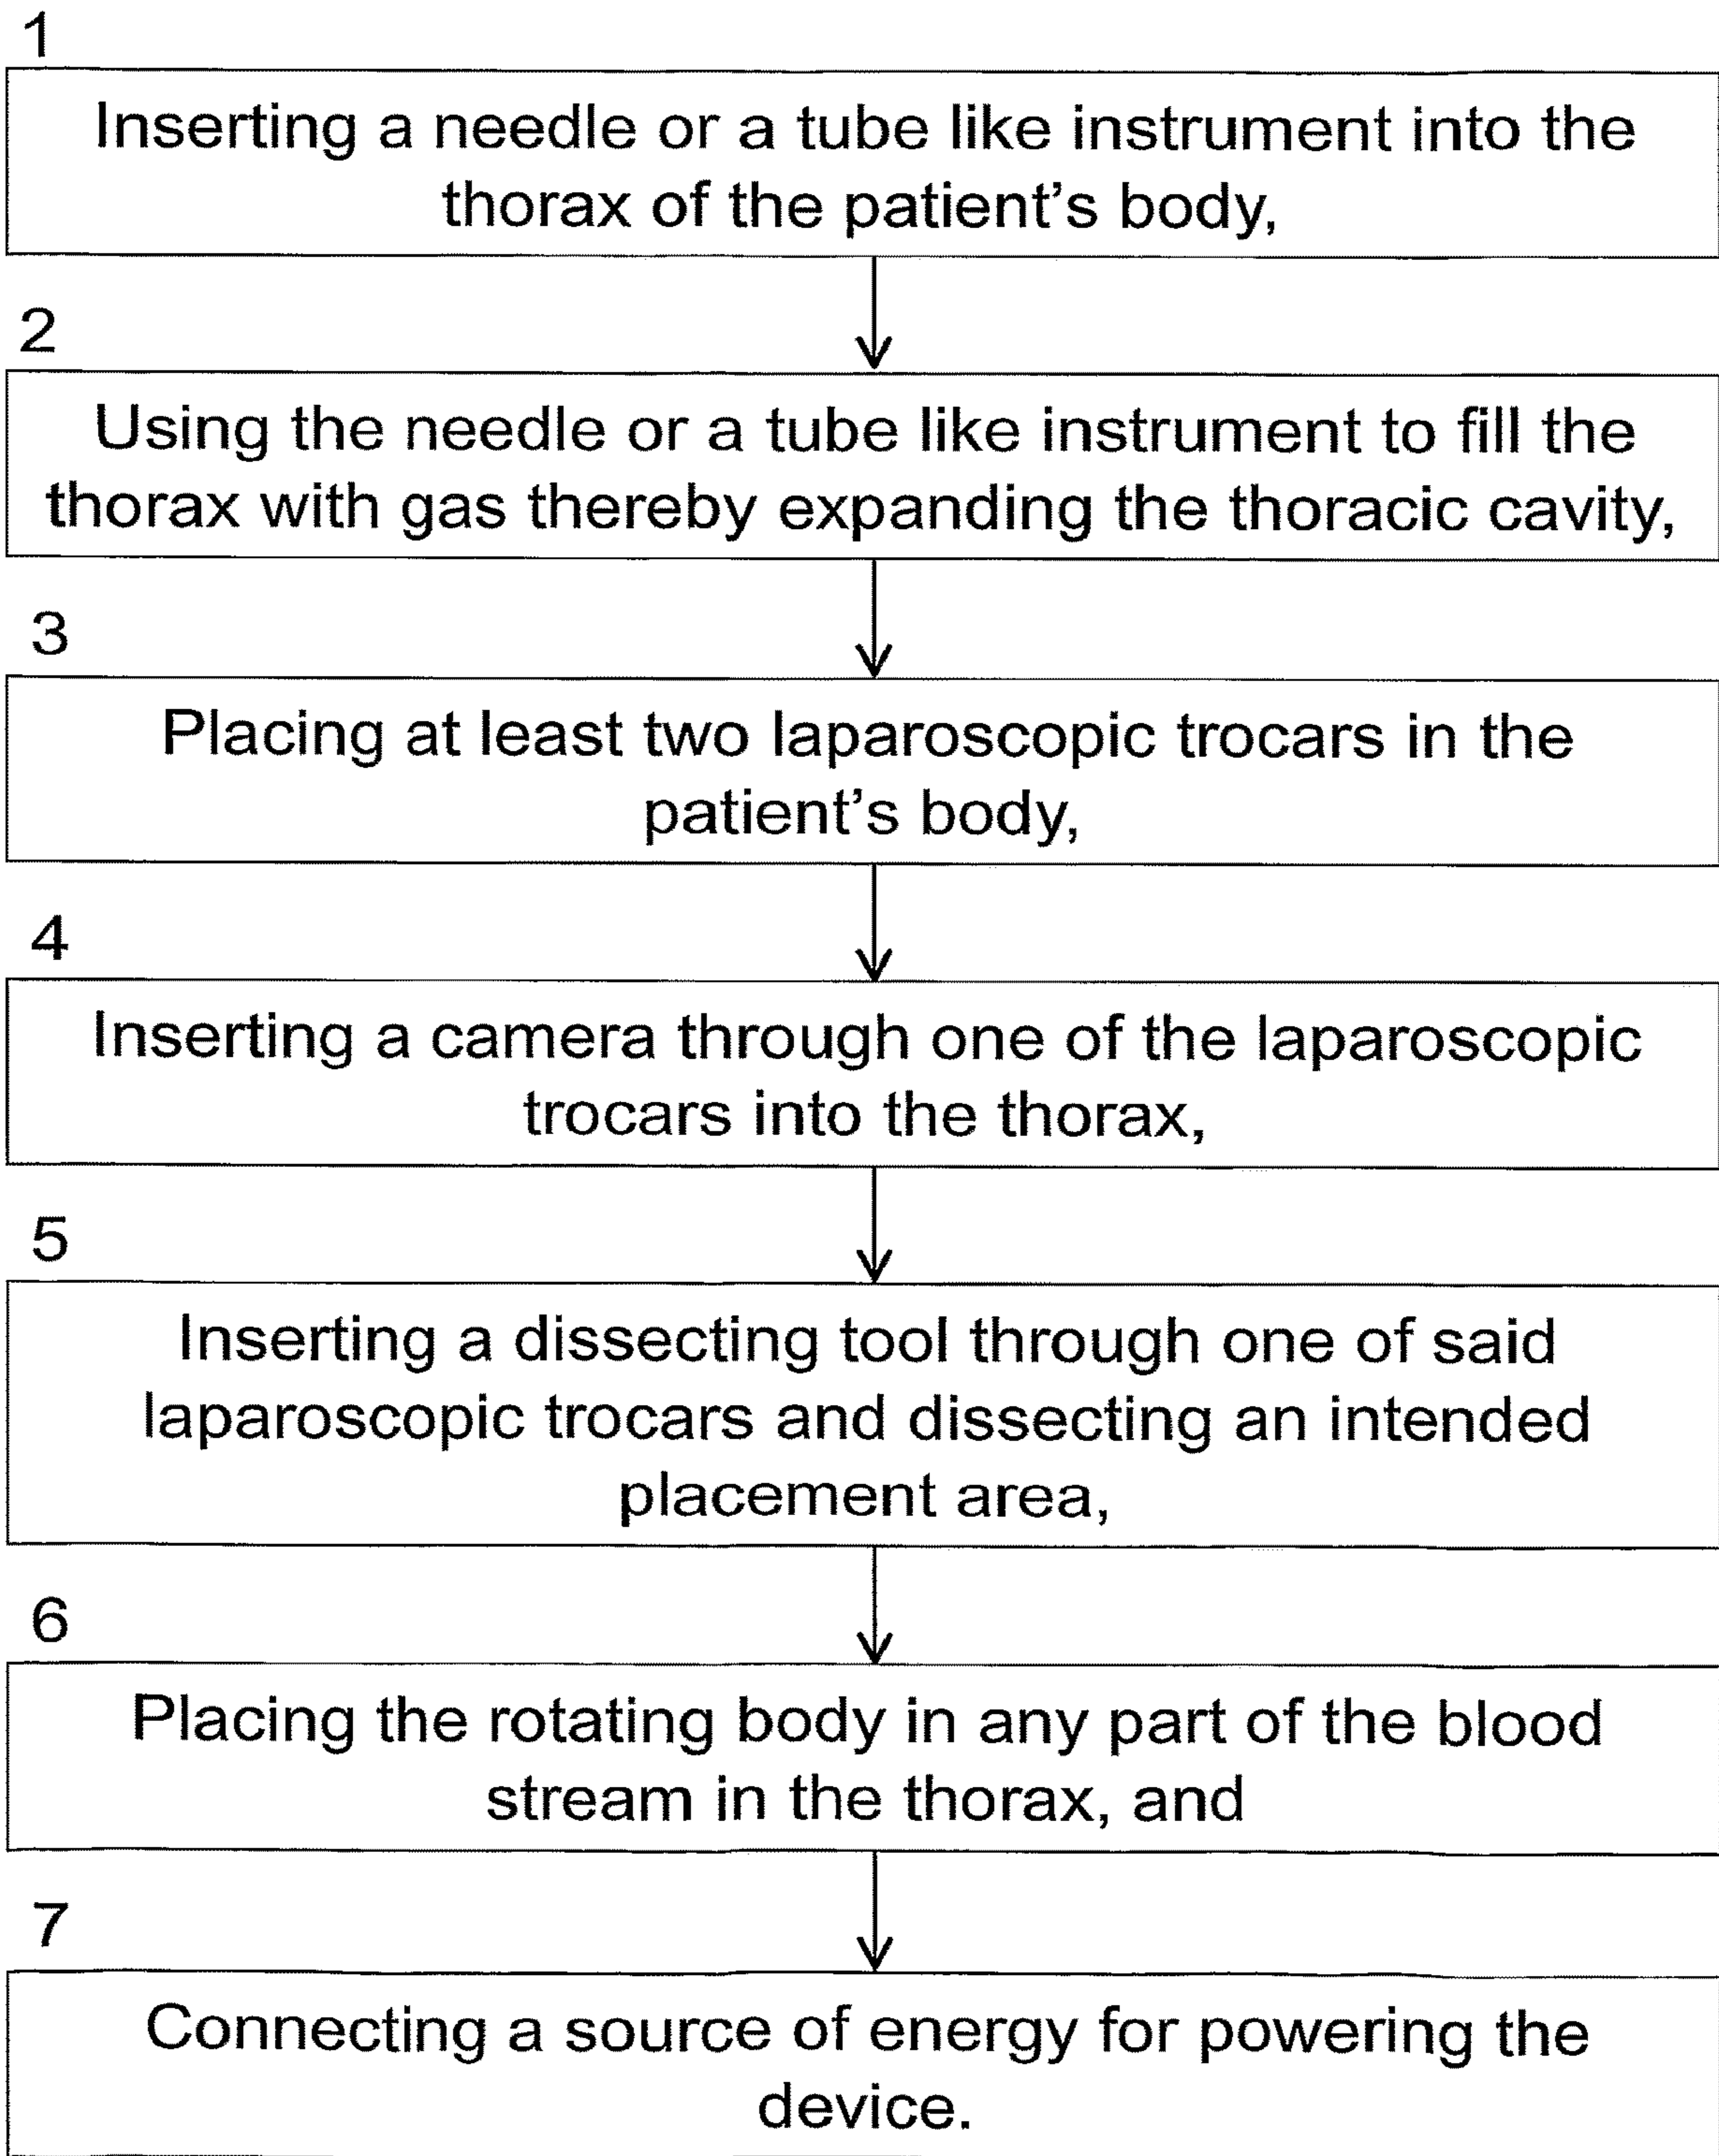 1
Inserting a needle or a tube like instrument into the
thorax of the patient’s body,
2
Using the needle or a tube like instrument to fill the
thorax with gas thereby expanding the thoracic cavity,
3
Placing at least two laparoscopic trocars in the
patient’s body,
4
Inserting a camera through one of the laparoscopic
trocars into the thorax,
5
Inserting a dissecting tool through one of said
laparoscopic trocars and dissecting an intended
placement area,
6
Placing the rotating body in any part of the blood
stream in the thorax, and
7
Connecting a source of energy for powering the
device.